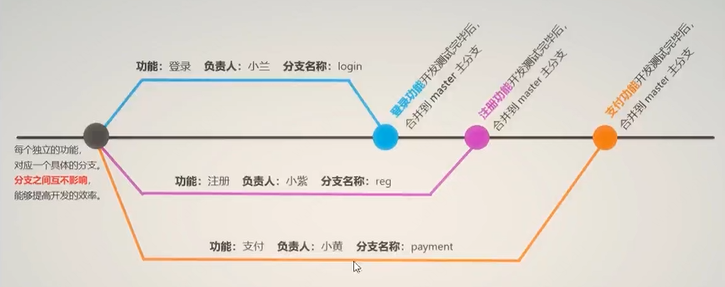 功能：登录 负责人：小兰 分支名称：login
登录功能开发测试完毕后，
合并到 master 主分支
注册功能开发测试完毕后，
合并到 master 主分支
支付功能开发测试完毕后，
合并到 master 主分支
每个独立的功能，
对应一个具体的分支。
分支之间互不影响，
能够提高开发的效率。
功能：注册 负责人：小紫 分支名称：reg
功能：支付 负责人：小黄 分支名称：payment